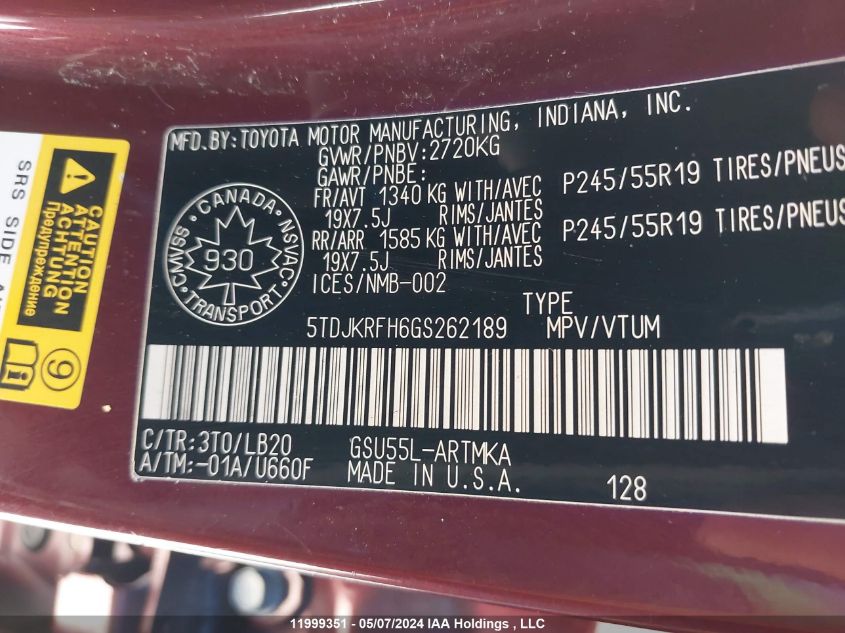 MFD.BY:TOYOTA MOTOR MANUFACTURING, INDIANA, INC.
GVWR/PNBV:2720KG
GAWR/PNBE:
FR/AVT 1340 KG WITH/AVEC P245/55R19 TIRES/PNEUS
19X7.5J RIMS/JANTES
RR/ARR 1585 KG WITH/AVEC P245/55R19 TIRES/PNEUS
19X7.5J RIMS/JANTES
ICES/NMB-002
CANADA
CMVSS NSVAC
930
TRANSPORT
TYPE
5TDJKRFH6GS262189 MPV/VTUM
C/TR:3T0/LB20 GSU55L-ARTMKA
A/TM:-01A/U660F MADE IN U.S.A. 128
SRS SIDE
CAUTION
ATTENTION
ACHTUNG
Предупреждение
9
i
11999351 - 05/07/2024 IAA Holdings, LLC